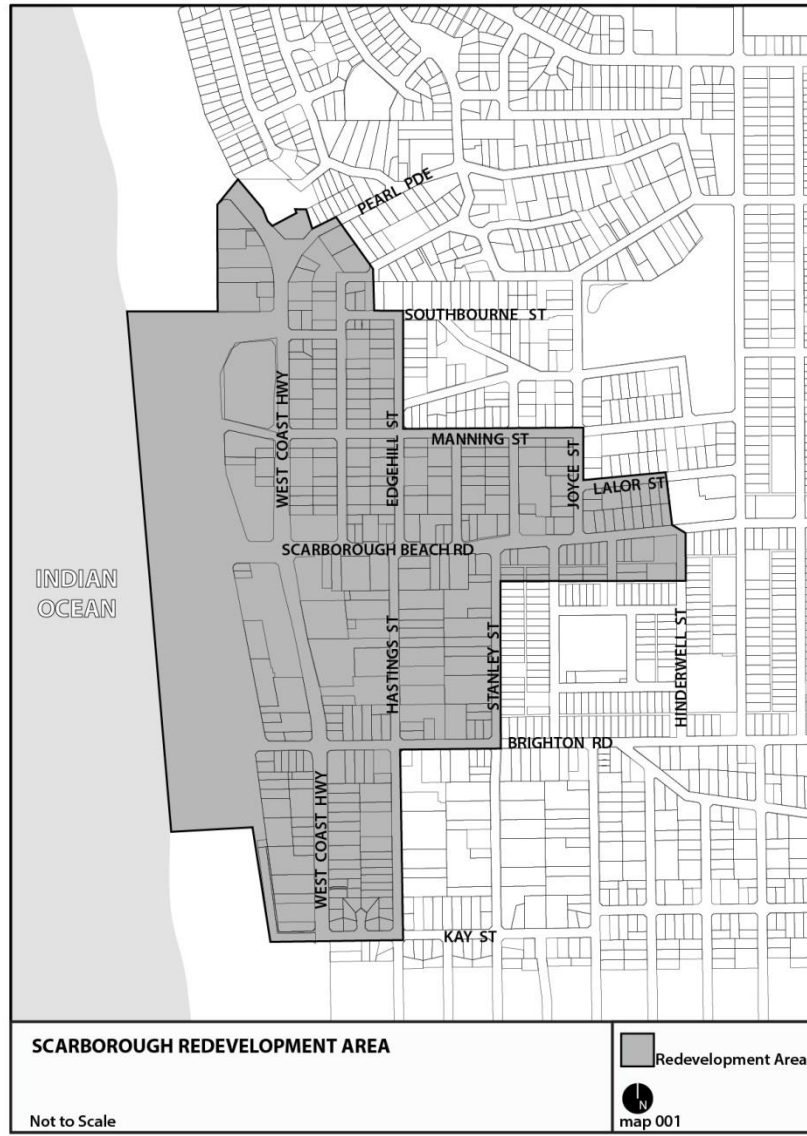 PEARL PDE
SOUTHBOURNE ST
WEST COAST HWY
EDGEHILL ST
MANNING ST
JOYCE ST
LALOR ST
SCARBOROUGH BEACH RD
INDIAN
OCEAN
HASTINGS ST
STANLEY ST
HINDERWELL ST
BRIGHTON RD
WEST COAST HWY
KAY ST
SCARBOROUGH REDEVELOPMENT AREA
Redevelopment Area
N
Not to Scale
map 001